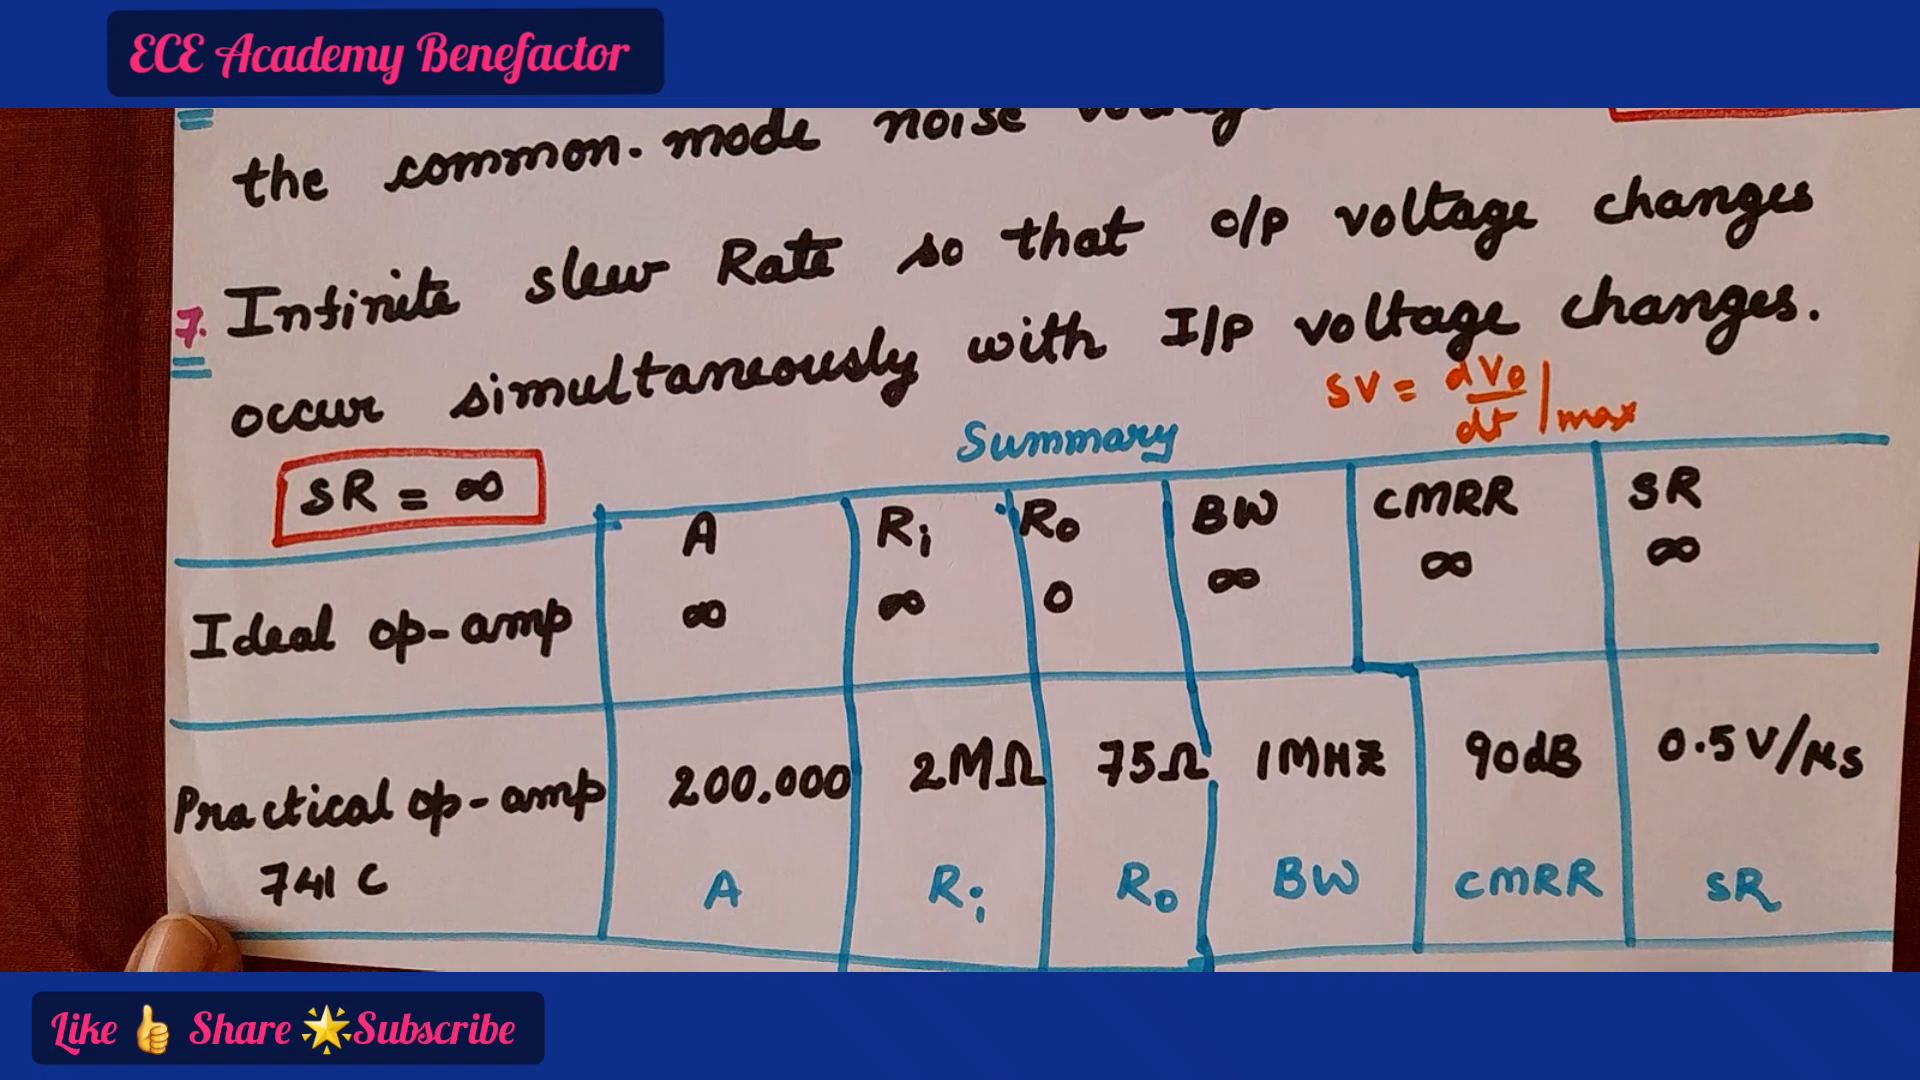 ECE Academy Benefactor
the common-mode noise voltage
7. Infinite slew Rate so that o/p voltage changes
occur simultaneously with I/p voltage changes.
SV = dVo/dt | max
Summary
SR = ∞
A Ri Ro BW CMRR SR
Ideal op-amp ∞ ∞ 0 ∞ ∞ ∞
Practical op-amp 200.000 2MΩ 75Ω 1MHZ 90dB 0.5V/μs
741 C A Ri Ro BW CMRR SR
Like 👍 Share 🌟Subscribe